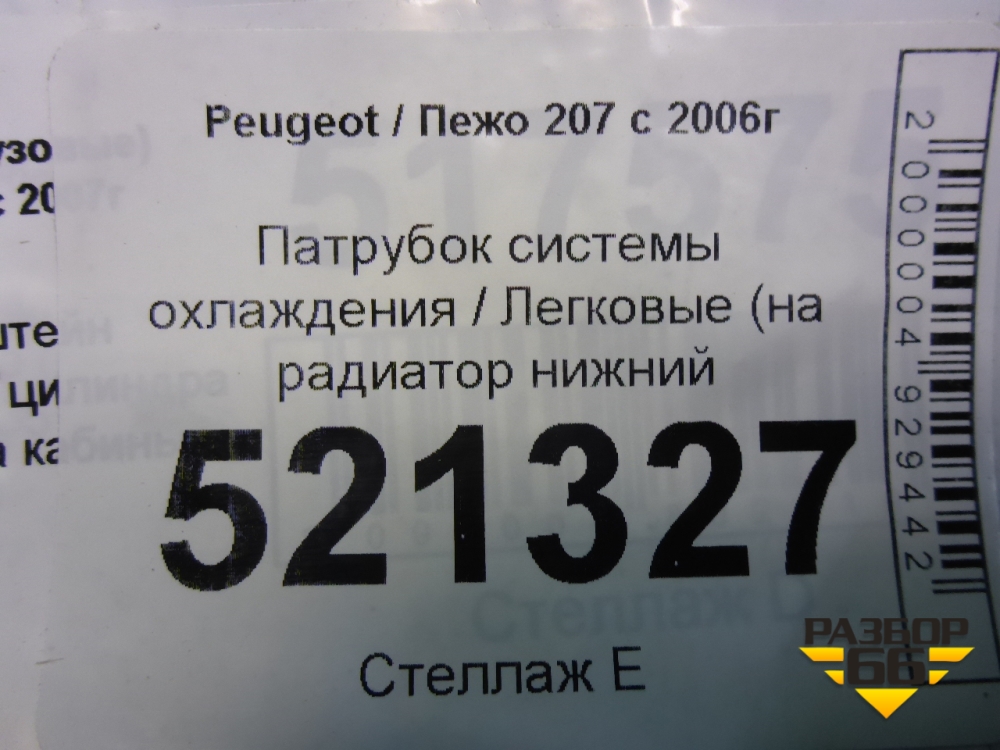 Peugeot / Пежо 207 с 2006г
Патрубок системы
охлаждения / Легковые (на
радиатор нижний
521327
Стеллаж Е
2000004929442
РАЗБОР
66